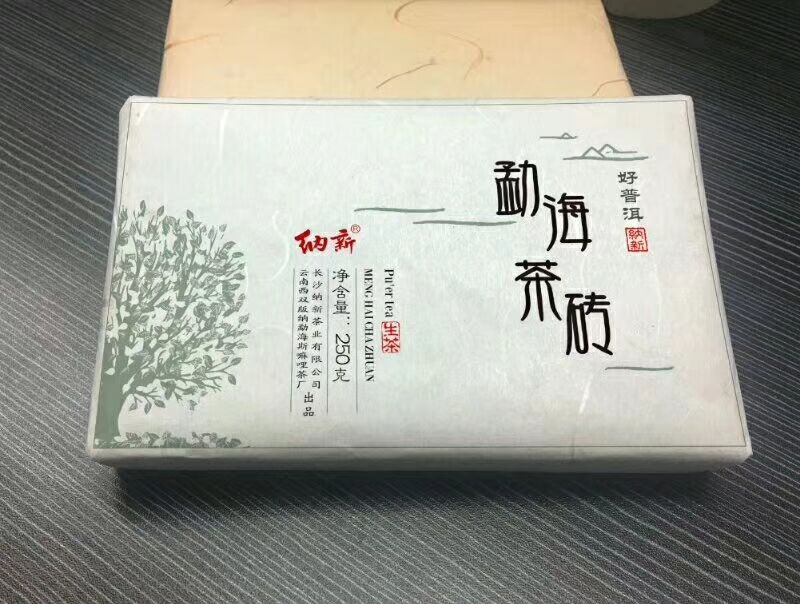 好普洱
纳新
勐海茶砖
Pu'er tea
生茶
MENG HAI CHA ZHUAN
纳新®
净含量：250克
长沙纳新茶业有限公司
云南西双版纳勐海斯嘛哩茶厂
出品